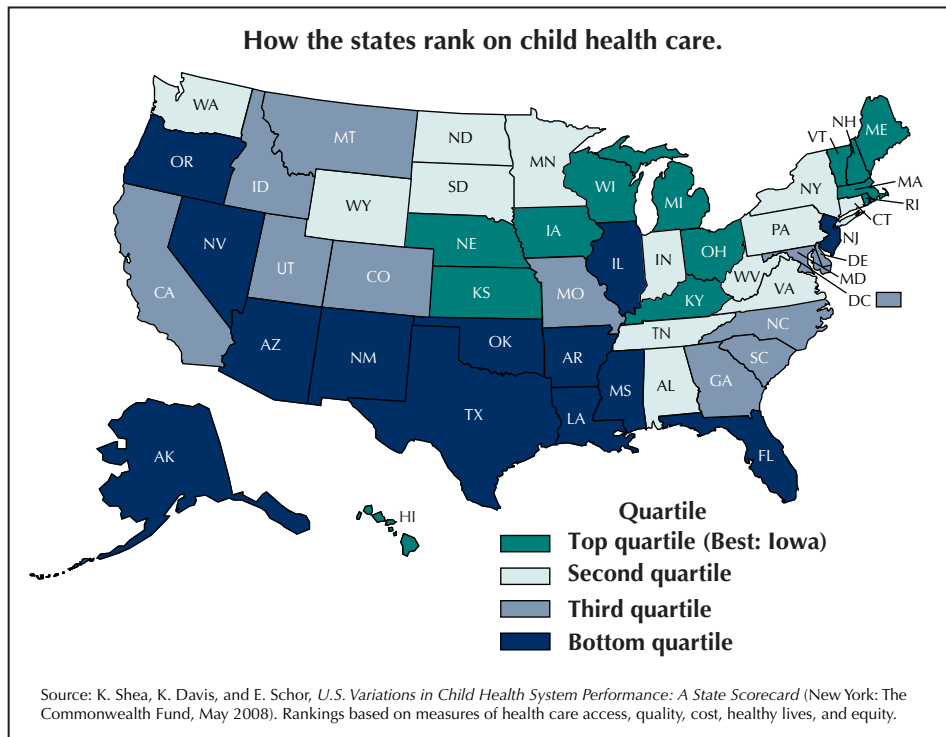 How the states rank on child health care.
WA
OR
ID
MT
ND
MN
SD
WY
NV
UT
CO
CA
NE
KS
IA
WI
MI
IL
IN
OH
MO
KY
WV
VA
PA
NY
VT
NH
ME
MA
RI
CT
NJ
DE
MD
DC
NC
TN
SC
GA
AL
MS
AR
LA
OK
TX
NM
AZ
FL
AK
HI
Quartile
Top quartile (Best: Iowa)
Second quartile
Third quartile
Bottom quartile
Source: K. Shea, K. Davis, and E. Schor, U.S. Variations in Child Health System Performance: A State Scorecard (New York: The
Commonwealth Fund, May 2008). Rankings based on measures of health care access, quality, cost, healthy lives, and equity.